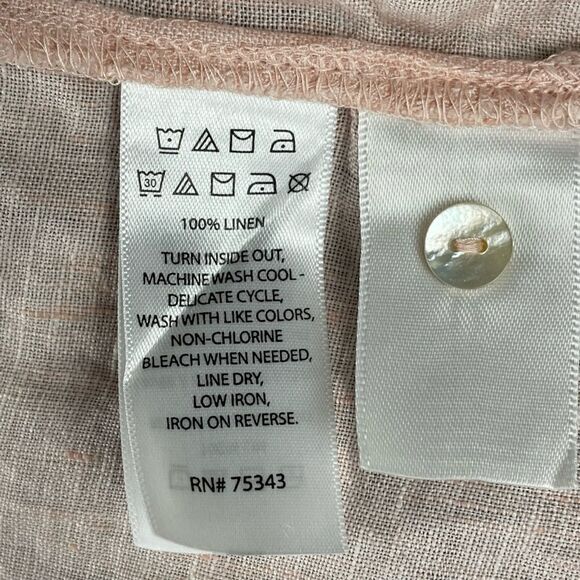 30
100% LINEN
TURN INSIDE OUT,
MACHINE WASH COOL -
DELICATE CYCLE,
WASH WITH LIKE COLORS,
NON-CHLORINE
BLEACH WHEN NEEDED,
LINE DRY,
LOW IRON,
IRON ON REVERSE.
RN# 75343